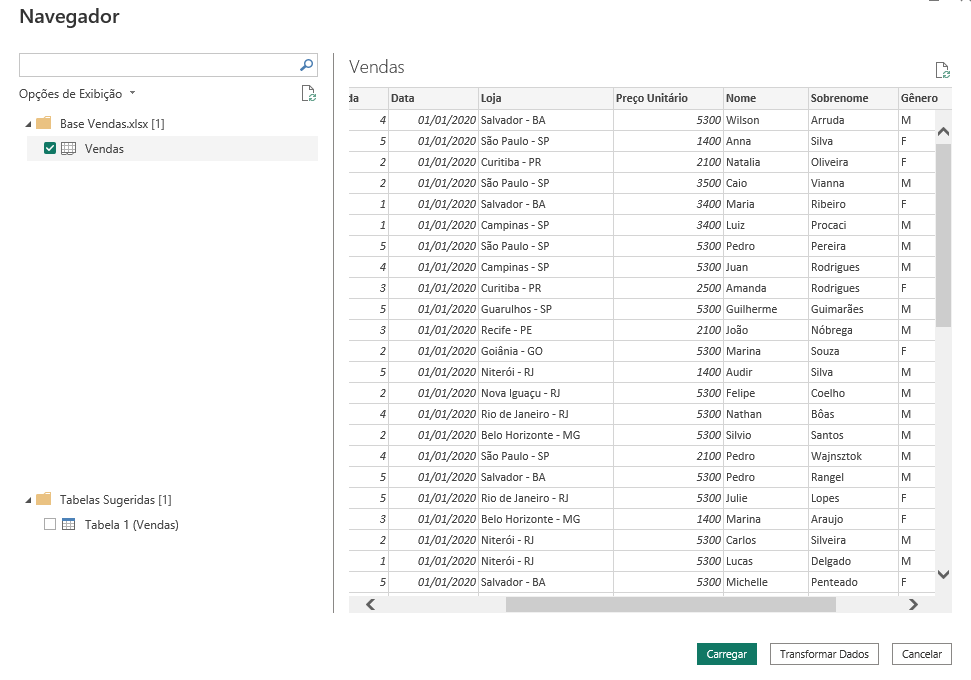 Navegador
Opções de Exibição
Base Vendas.xlsx [1]
Vendas
Tabelas Sugeridas [1]
Tabela 1 (Vendas)
Vendas
da Data Loja Preço Unitário Nome Sobrenome Gênero
4 01/01/2020 Salvador - BA 5300 Wilson Arruda M
5 01/01/2020 São Paulo - SP 1400 Anna Silva F
2 01/01/2020 Curitiba - PR 2100 Natalia Oliveira F
2 01/01/2020 São Paulo - SP 3500 Caio Vianna M
1 01/01/2020 Salvador - BA 3400 Maria Ribeiro F
1 01/01/2020 Campinas - SP 3400 Luiz Procaci M
5 01/01/2020 São Paulo - SP 5300 Pedro Pereira M
4 01/01/2020 Campinas - SP 5300 Juan Rodrigues M
3 01/01/2020 Curitiba - PR 2500 Amanda Rodrigues F
5 01/01/2020 Guarulhos - SP 5300 Guilherme Guimarães M
3 01/01/2020 Recife - PE 2100 João Nóbrega M
2 01/01/2020 Goiânia - GO 5300 Marina Souza F
5 01/01/2020 Niterói - RJ 1400 Audir Silva M
2 01/01/2020 Nova Iguaçu - RJ 5300 Felipe Coelho M
4 01/01/2020 Rio de Janeiro - RJ 5300 Nathan Bôas M
2 01/01/2020 Belo Horizonte - MG 5300 Silvio Santos M
4 01/01/2020 São Paulo - SP 2100 Pedro Wajnsztok M
5 01/01/2020 Salvador - BA 5300 Pedro Rangel M
5 01/01/2020 Rio de Janeiro - RJ 5300 Julie Lopes F
3 01/01/2020 Belo Horizonte - MG 1400 Marina Araujo F
2 01/01/2020 Niterói - RJ 5300 Carlos Silveira M
1 01/01/2020 Niterói - RJ 5300 Lucas Delgado M
5 01/01/2020 Salvador - BA 5300 Michelle Penteado F
Carregar Transformar Dados Cancelar